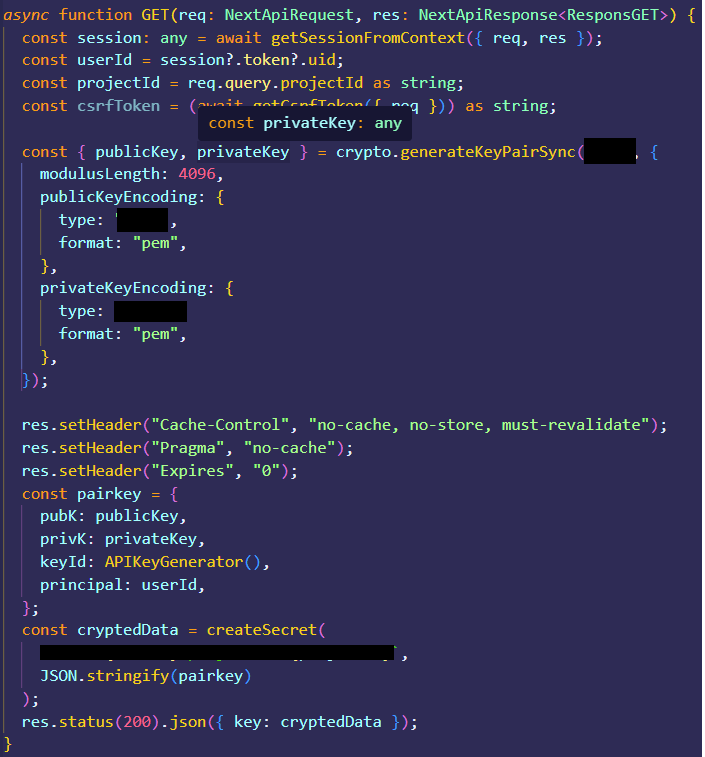 async function GET(req: NextApiRequest, res: NextApiResponse<ResponsGET>) {
const session: any = await getSessionFromContext({ req, res });
const userId = session?.token?.uid;
const projectId = req.query.projectId as string;
const csrfToken = (await getCsrfToken({ req })) as string;
const privateKey: any
const { publicKey, privateKey } = crypto.generateKeyPairSync( , {
modulusLength: 4096,
publicKeyEncoding: {
type: ,
format: "pem",
},
privateKeyEncoding: {
type:
format: "pem",
},
});
res.setHeader("Cache-Control", "no-cache, no-store, must-revalidate");
res.setHeader("Pragma", "no-cache");
res.setHeader("Expires", "0");
const pairkey = {
pubK: publicKey,
privK: privateKey,
keyId: APIKeyGenerator(),
principal: userId,
};
const cryptedData = createSecret(
,
JSON.stringify(pairkey)
);
res.status(200).json({ key: cryptedData });
}